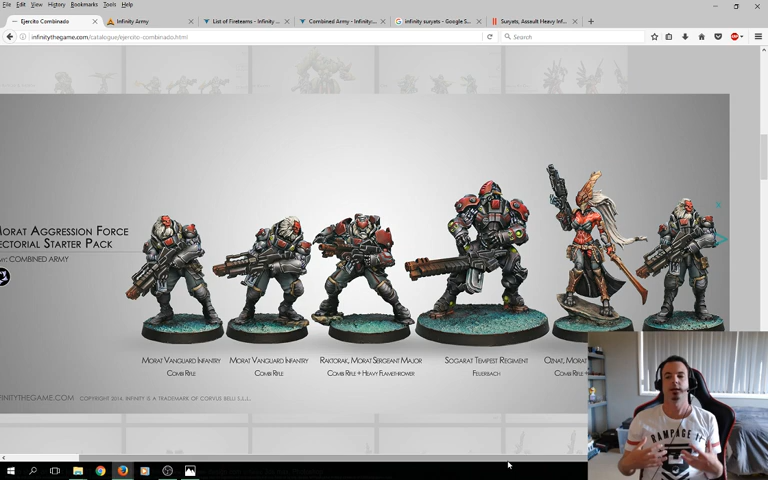 File Edit View History Bookmarks Tools Help
Ejercito Combinado
Infinity Army
List of Fireteams - Infinity ...
Combined Army - Infinity: ...
infinity suryats - Google S...
Suryats, Assault Heavy Inf...
infinitythegame.com/catalogue/ejercito-combinado.html
Search
Morat Aggression Force
ectorial Starter Pack
Combined Army
Morat Vanguard Infantry
Combi Rifle
Morat Vanguard Infantry
Combi Rifle
Raktorak, Morat Sergeant Major
Combi Rifle + Heavy Flamethrower
Sogarat Tempest Regiment
Feuerbach
Oznat, Morat
Combi Rifle +
NFINITYTHEGAME.COM COPYRIGHT 2014. INFINITY IS A TRADEMARK OF CORVUS BELLI S.L.L.
RAMPAGE